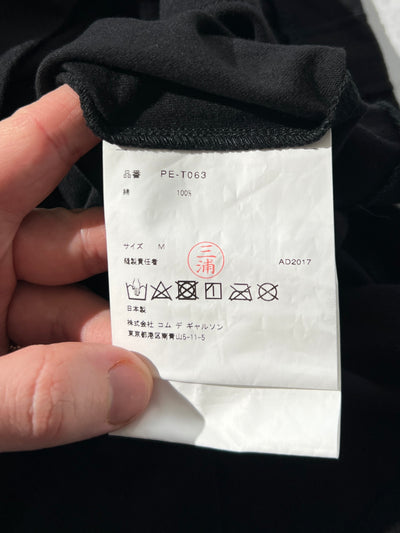 品番 PE-T063
綿 100%
サイズ M
縫製責任者 三浦 AD2017
日本製
株式会社 コム デ ギャルソン
東京都港区南青山5-11-5